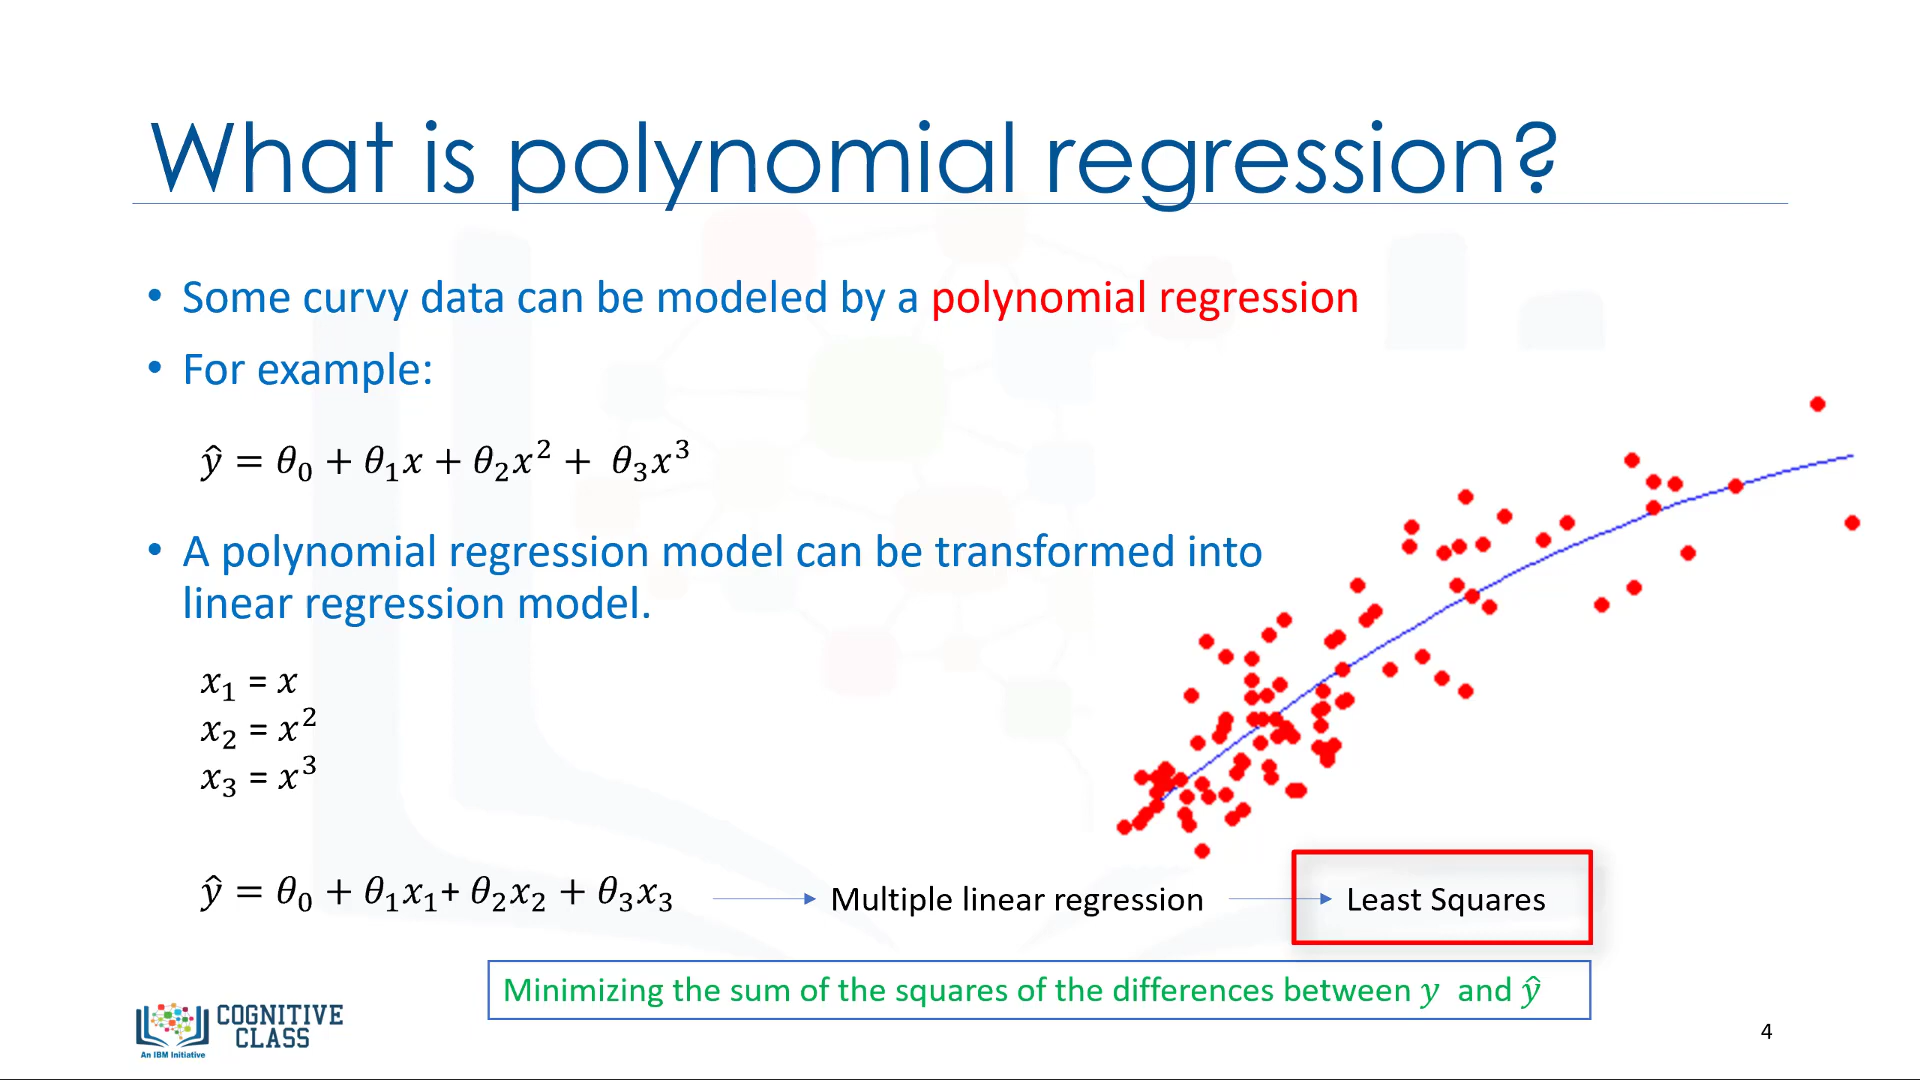 What is polynomial regression?
• Some curvy data can be modeled by a polynomial regression
• For example:
ŷ = θ₀ + θ₁x + θ₂x² + θ₃x³
• A polynomial regression model can be transformed into
linear regression model.
x₁ = x
x₂ = x²
x₃ = x³
ŷ = θ₀ + θ₁x₁+ θ₂x₂ + θ₃x₃ → Multiple linear regression → Least Squares
Minimizing the sum of the squares of the differences between y and ŷ
COGNITIVE
CLASS
An IBM Initiative
4